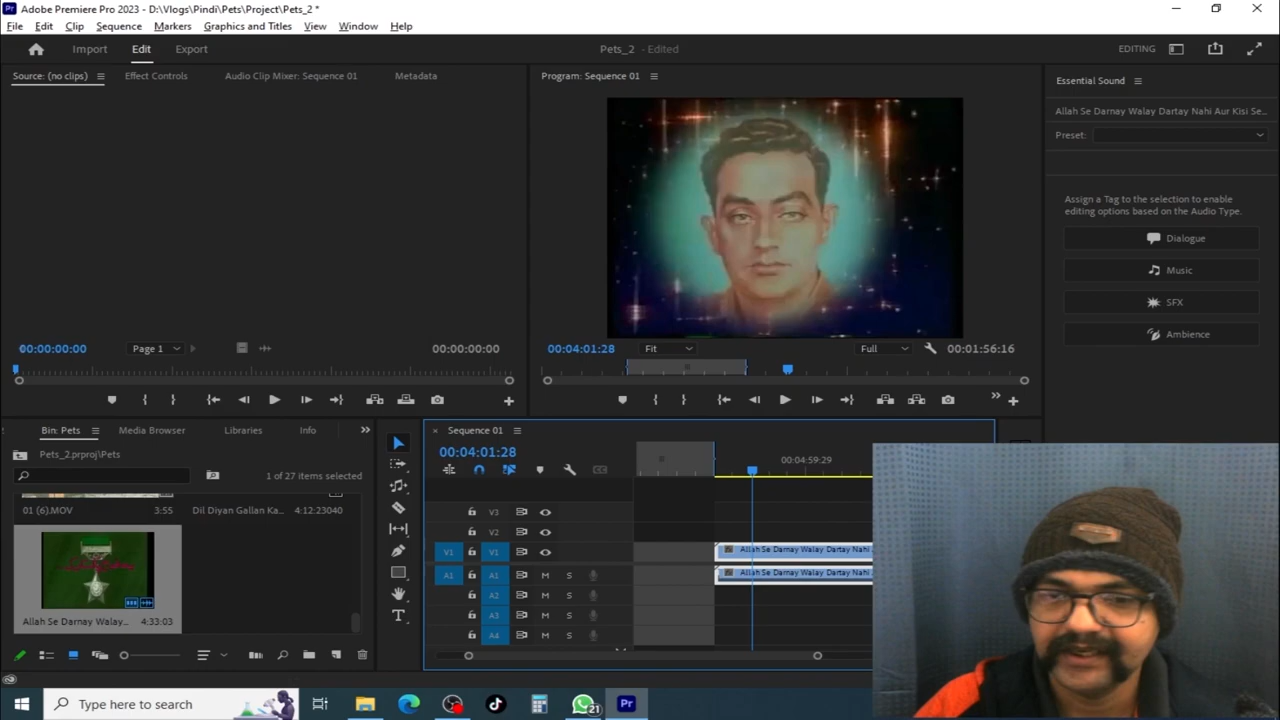 Adobe Premiere Pro 2023 - D:\Vlogs\Pindi\Pets\Project\Pets_2 *
File Edit Clip Sequence Markers Graphics and Titles View Window Help
Import Edit Export
Pets_2 - Edited
EDITING
Source: (no clips) Effect Controls Audio Clip Mixer: Sequence 01 Metadata
Program: Sequence 01
Essential Sound
Allah Se Darnay Walay Dartay Nahi Aur Kisi Se...
Preset:
Assign a Tag to the selection to enable
editing options based on the Audio Type.
Dialogue
Music
SFX
Ambience
00:00:00:00 Page 1 00:00:00:00
00:04:01:28 Fit Full 00:01:56:16
Bin: Pets Media Browser Libraries Info
Pets_2.prproj\Pets
1 of 27 items selected
01 (6).MOV 3:55 Dil Diyan Gallan Ka... 4:12:23040
Allah Se Darnay Walay... 4:33:03
Sequence 01
00:04:01:28
00:04:59:29
V3
V2
V1 V1 Allah Se Darnay Walay Dartay Nahi
A1 A1 M S Allah Se Darnay Walay Dartay Nahi
A2 M S
A3 M S
A4 M S
Type here to search
21
Pr